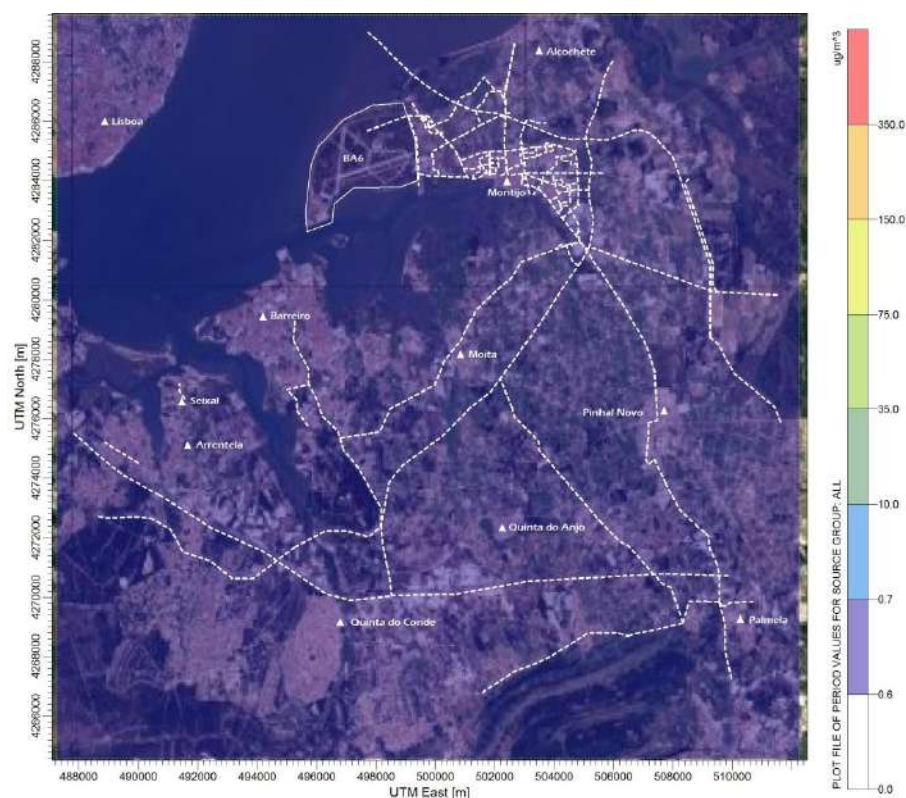 Alcochete
Lisboa
BA6
Montijo
Barreiro
Moita
Seixal
Pinhal Novo
Arrentela
Quinta do Anjo
Quinta do Conde
Palmela
UTM North [m]
4288000
4286000
4284000
4282000
4280000
4278000
4276000
4274000
4272000
4270000
4268000
4266000
488000 490000 492000 494000 496000 498000 500000 502000 504000 506000 508000 510000
UTM East [m]
PLOT FILE OF PERIOD VALUES FOR SOURCE GROUP: ALL
ug/m^3
350.0
150.0
75.0
35.0
10.0
0.7
0.6
0.0